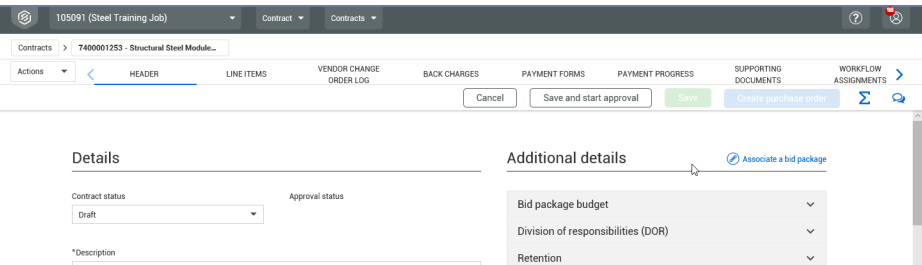 105091 (Steel Training Job) Contract Contracts 98
Contracts > 7400001253 - Structural Steel Module...
Actions HEADER LINE ITEMS VENDOR CHANGE ORDER LOG BACK CHARGES PAYMENT FORMS PAYMENT PROGRESS SUPPORTING DOCUMENTS WORKFLOW ASSIGNMENTS
Cancel Save and start approval Save Create purchase order Σ
Details
Additional details Associate a bid package
Contract status Approval status
Draft
*Description
Bid package budget
Division of responsibilities (DOR)
Retention